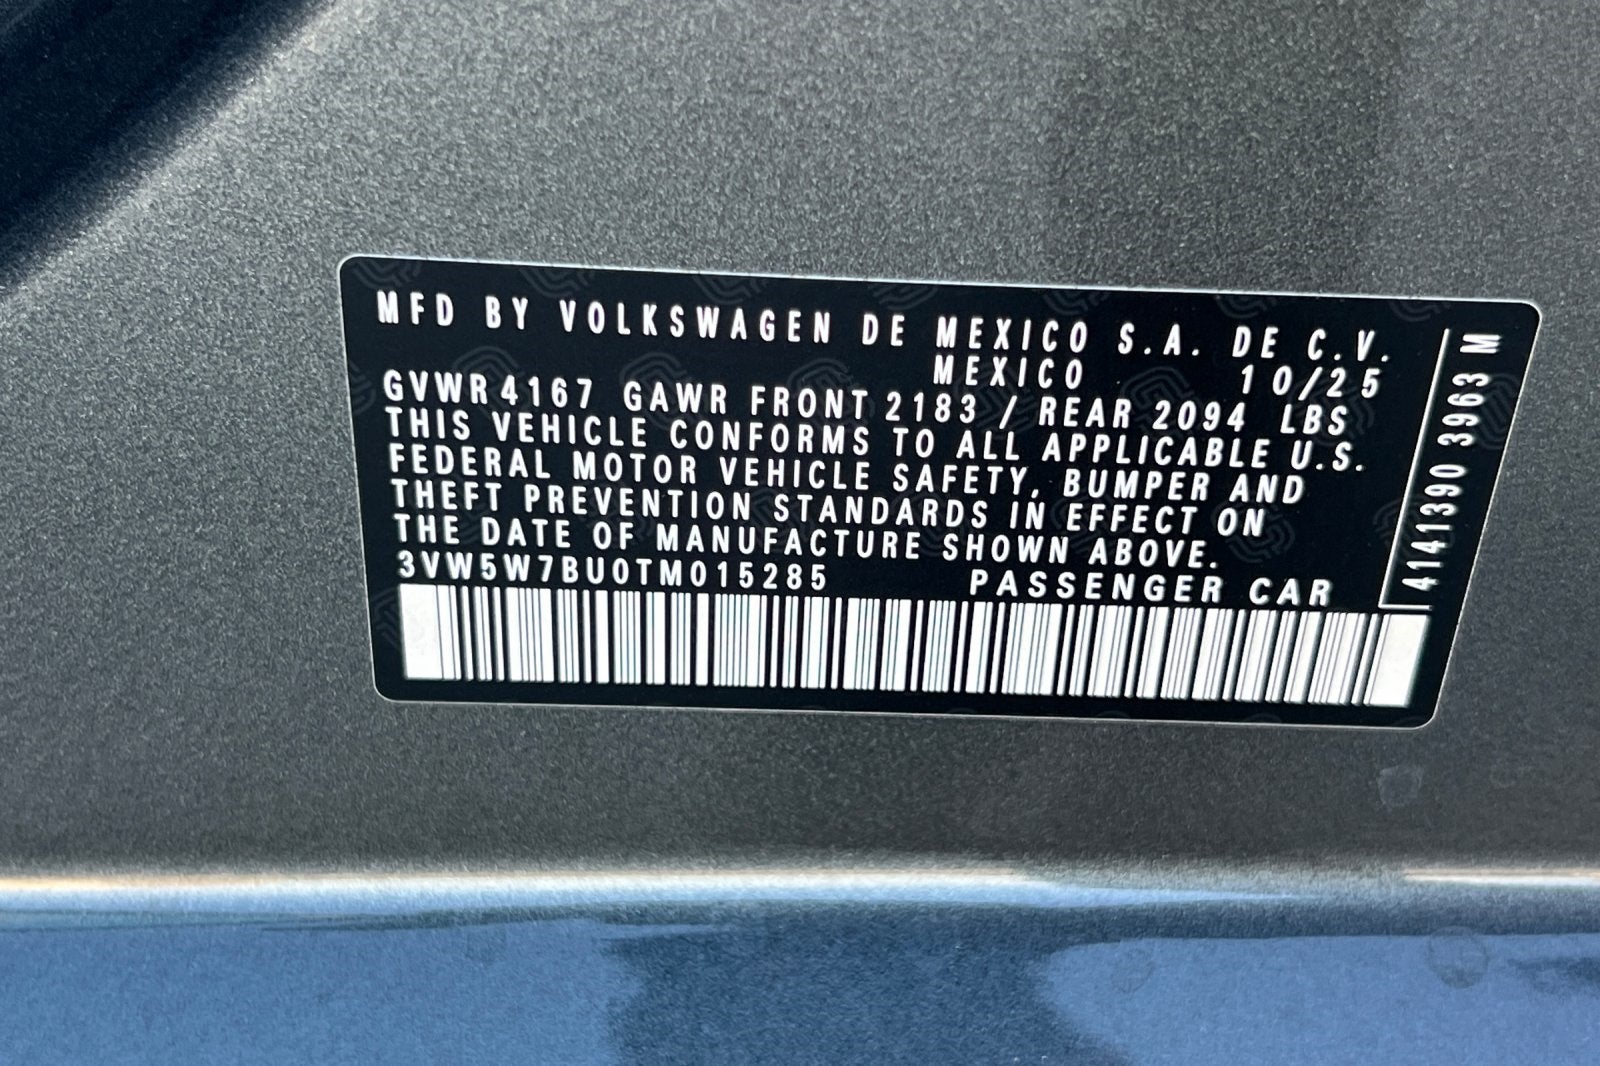 MFD BY VOLKSWAGEN DE MEXICO S.A. DE C.V.
MEXICO 10/25
GVWR 4167 GAWR FRONT 2183 / REAR 2094 LBS
THIS VEHICLE CONFORMS TO ALL APPLICABLE U.S.
FEDERAL MOTOR VEHICLE SAFETY, BUMPER AND
THEFT PREVENTION STANDARDS IN EFFECT ON
THE DATE OF MANUFACTURE SHOWN ABOVE.
3VW5W7BU0TM015285 PASSENGER CAR
4141390 3963 M